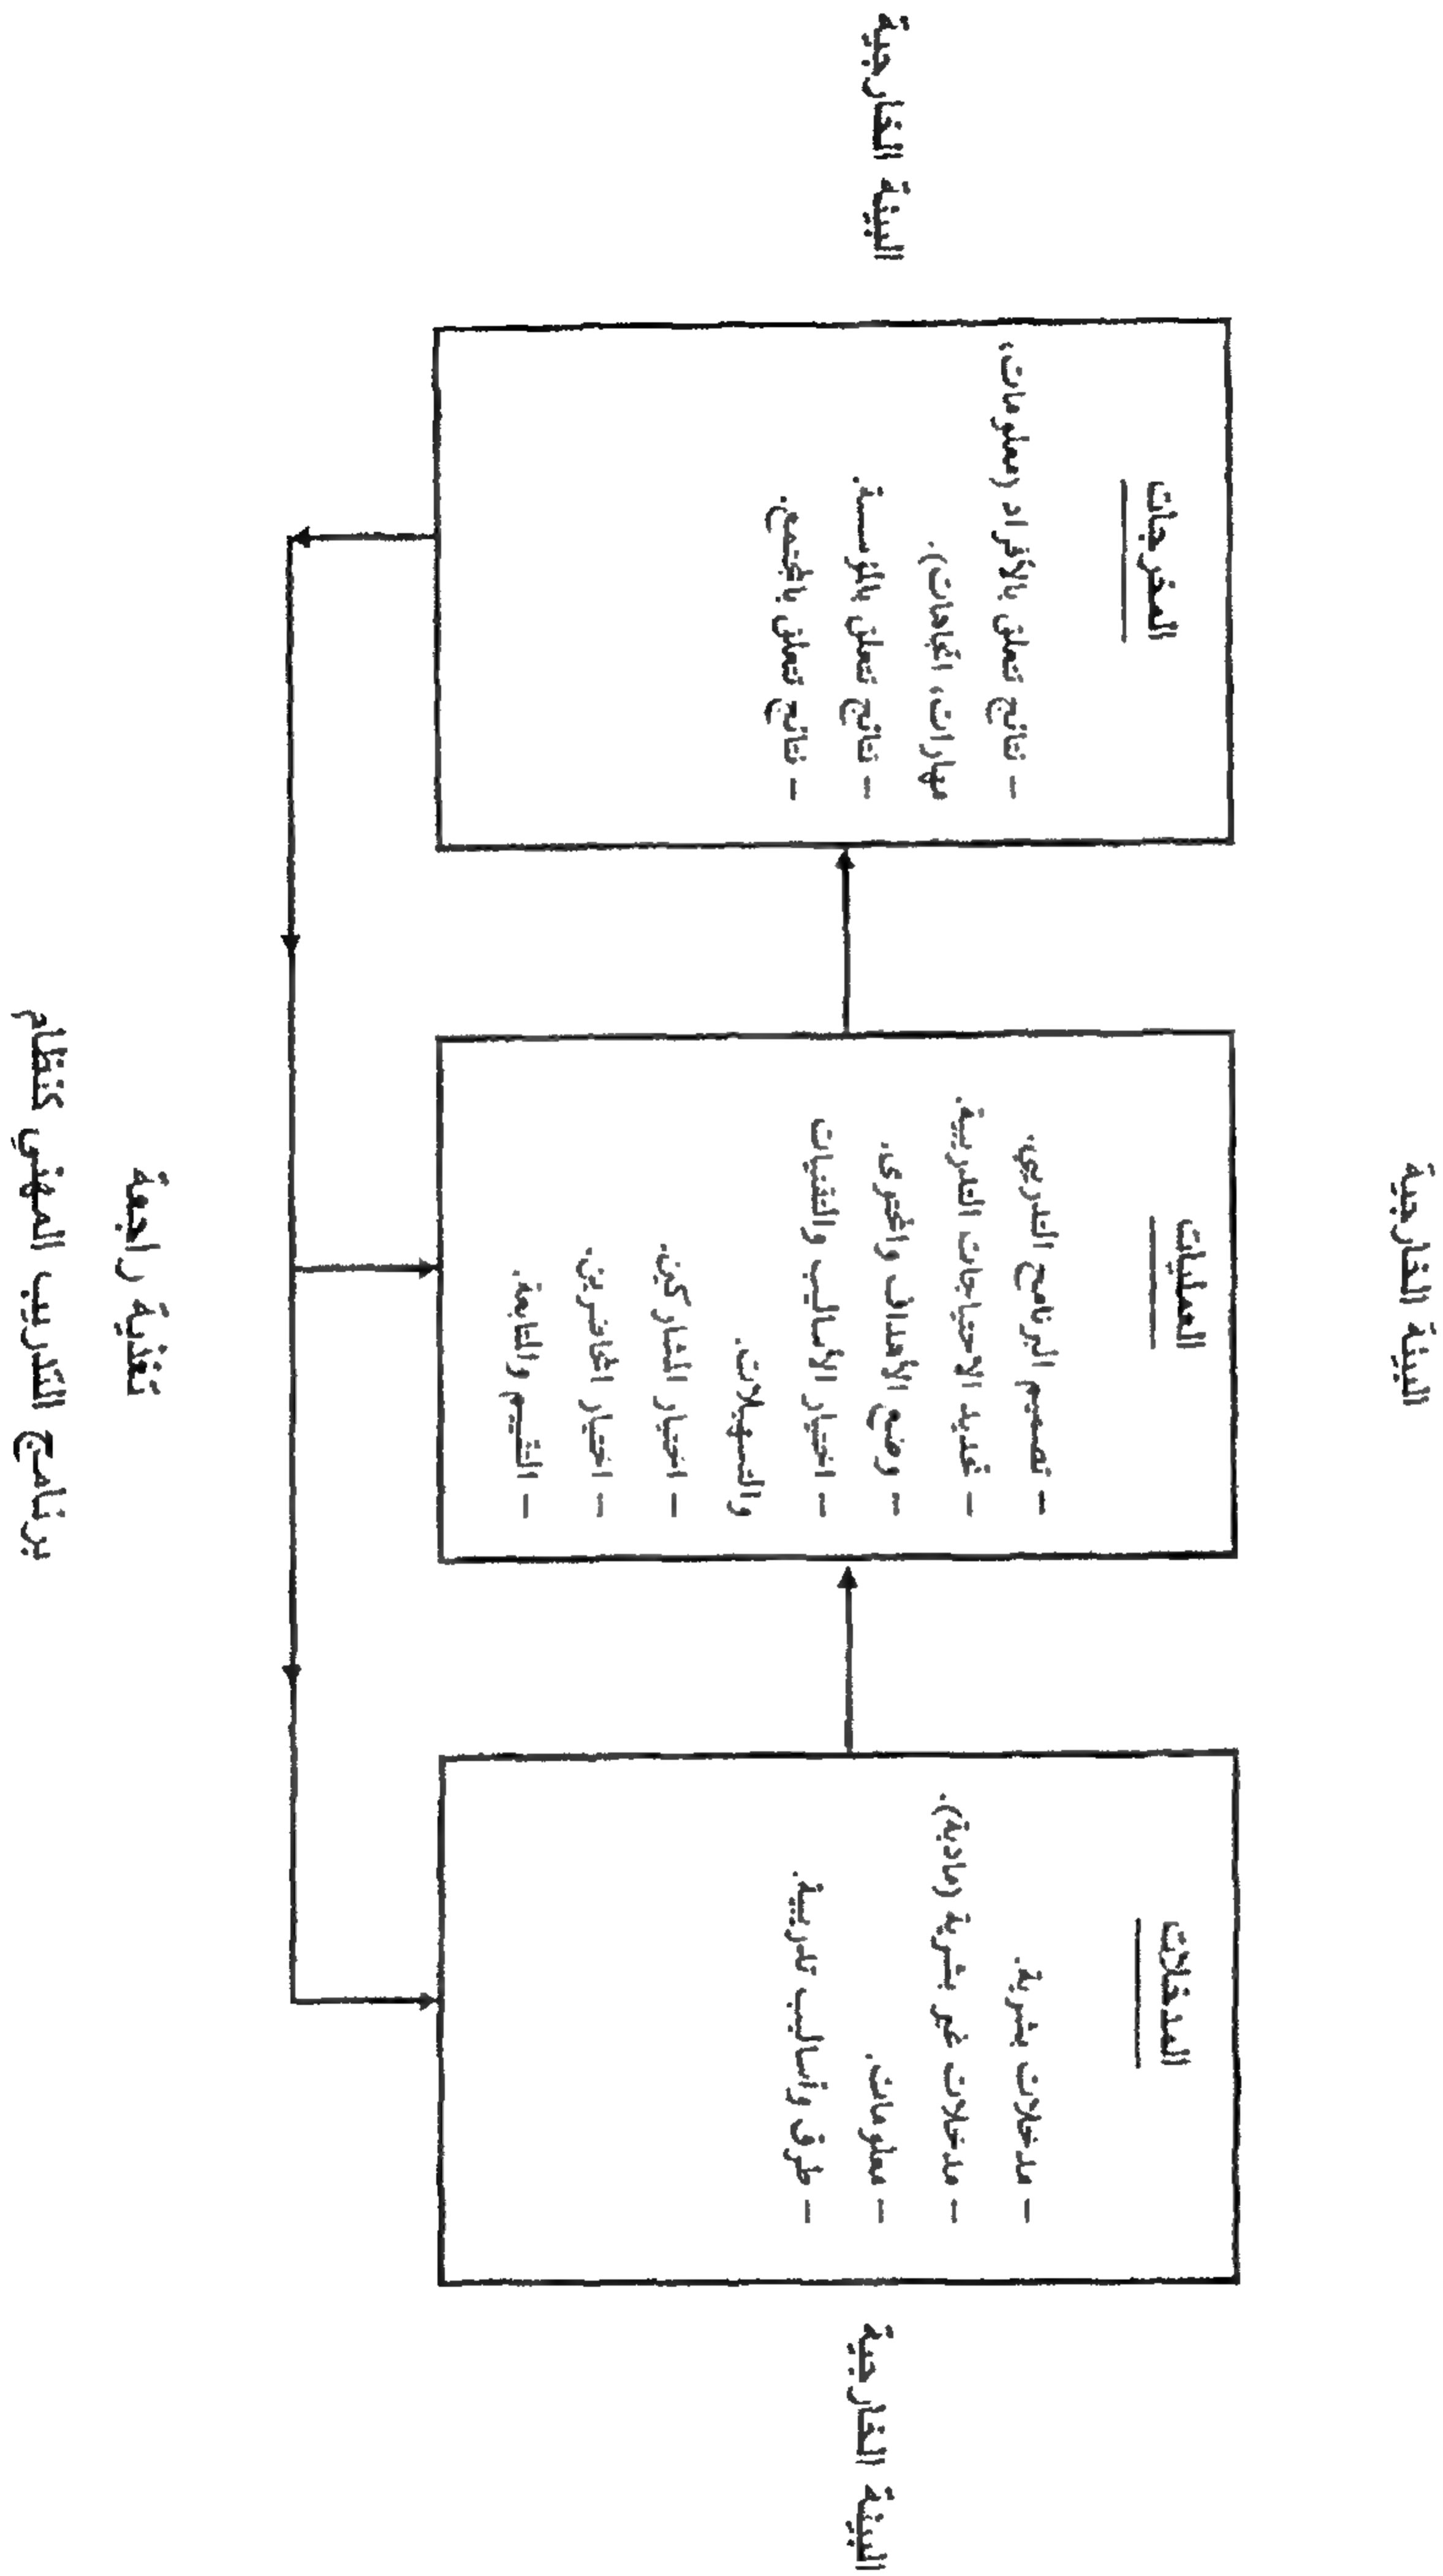 البيئة الخارجية
البيئة الخارجية
المدخلات
- مدخلات بشرية.
- مدخلات غير بشرية (مادية).
- معلومات.
- طرق وأساليب تدريبية.
العمليات
- تصميم البرنامج التدريبي.
- تحديد الاحتياجات التدريبية.
- وضع الأهداف والمحتوى.
- اختيار الأساليب والتقنيات
والتسهيلات.
- اختيار المشاركين.
- اختيار المحاضرين.
- التقييم والمتابعة.
المخرجات
- نتائج تتعلق بالأفراد (معلومات،
مهارات، اتجاهات).
- نتائج تتعلق بالمؤسسة.
- نتائج تتعلق بالمجتمع.
البيئة الخارجية
تغذية راجعة
برنامج التدريب المهني كنظام